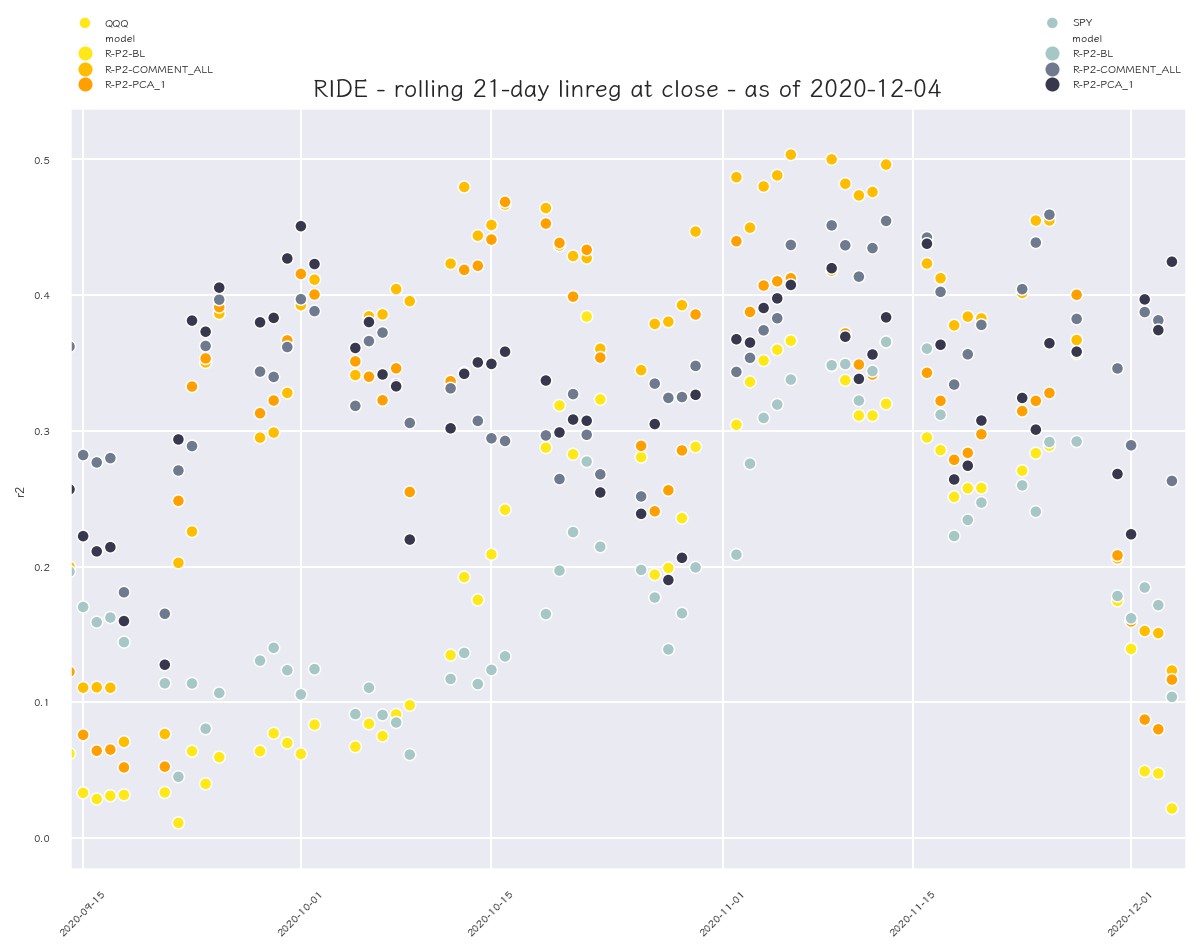 QQQ
model
R-P2-BL
R-P2-COMMENT_ALL
R-P2-PCA_1
SPY
model
R-P2-BL
R-P2-COMMENT_ALL
R-P2-PCA_1
RIDE - rolling 21-day linreg at close - as of 2020-12-04
0.5
0.4
0.3
r2
0.2
0.1
0.0
2020-09-15
2020-10-01
2020-10-15
2020-11-01
2020-11-15
2020-12-01